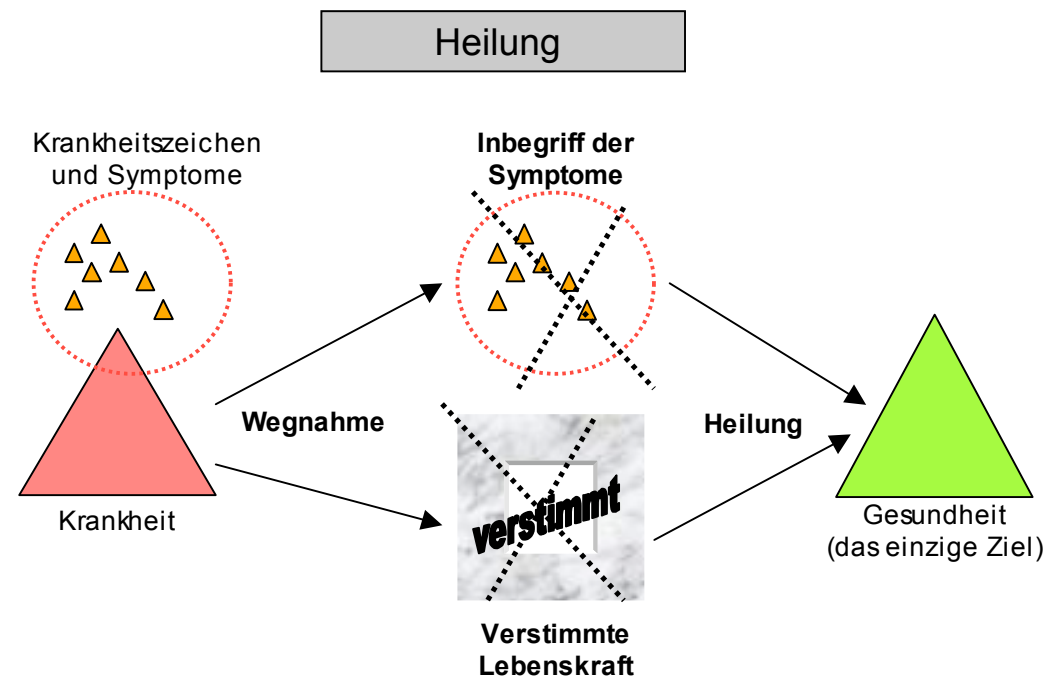 Heilung
Krankheitszeichen
und Symptome
Inbegriff der
Symptome
Wegnahme
Heilung
verstimmt
Krankheit
Gesundheit
(das einzige Ziel)
Verstimmte
Lebenskraft